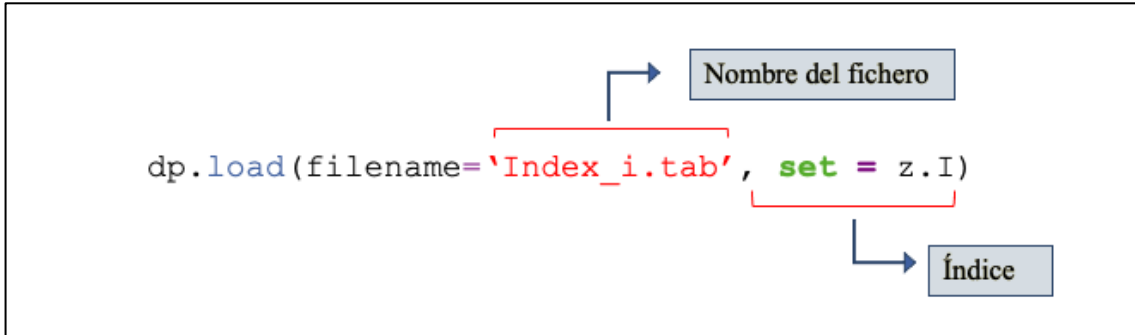 Nombre del fichero
dp.load(filename=‘Index_i.tab’, set = z.I)
Índice